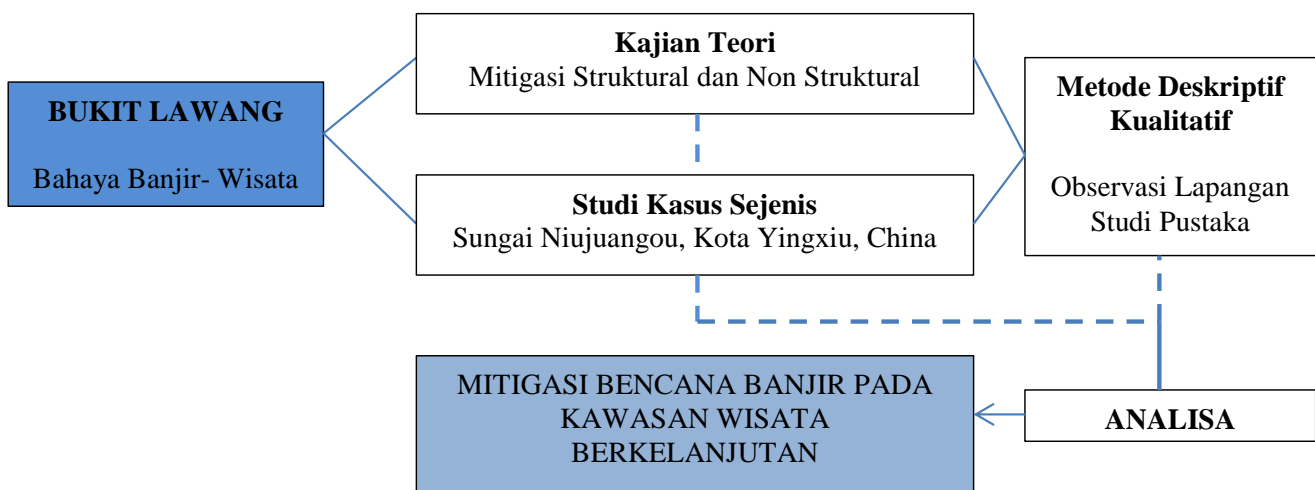 BUKIT LAWANG
Bahaya Banjir- Wisata
Kajian Teori
Mitigasi Struktural dan Non Struktural
Studi Kasus Sejenis
Sungai Niujuangou, Kota Yingxiu, China
Metode Deskriptif
Kualitatif
Observasi Lapangan
Studi Pustaka
ANALISA
MITIGASI BENCANA BANJIR PADA
KAWASAN WISATA
BERKELANJUTAN